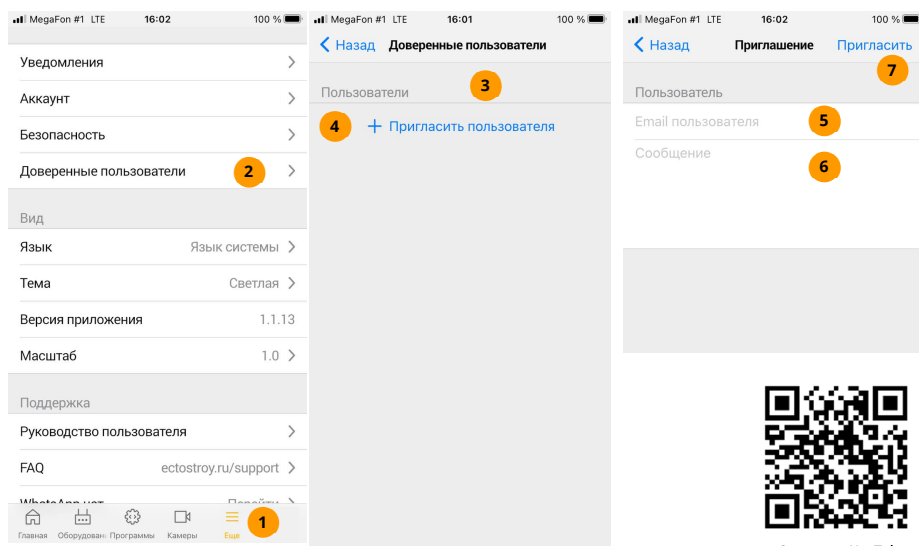 MegaFon #1 LTE 16:02 100 %
Уведомления
Аккаунт
Безопасность
Доверенные пользователи 2
Вид
Язык Язык системы
Тема Светлая
Версия приложения 1.1.13
Масштаб 1.0
Поддержка
Руководство пользователя
FAQ ectostroy.ru/support
Главная Оборудован Программы Камеры Еще 1
MegaFon #1 LTE 16:01 100 %
Назад Доверенные пользователи
Пользователи 3
4 + Пригласить пользователя
MegaFon #1 LTE 16:02 100 %
Назад Приглашение Пригласить
7
Пользователь
Email пользователя 5
Сообщение
6